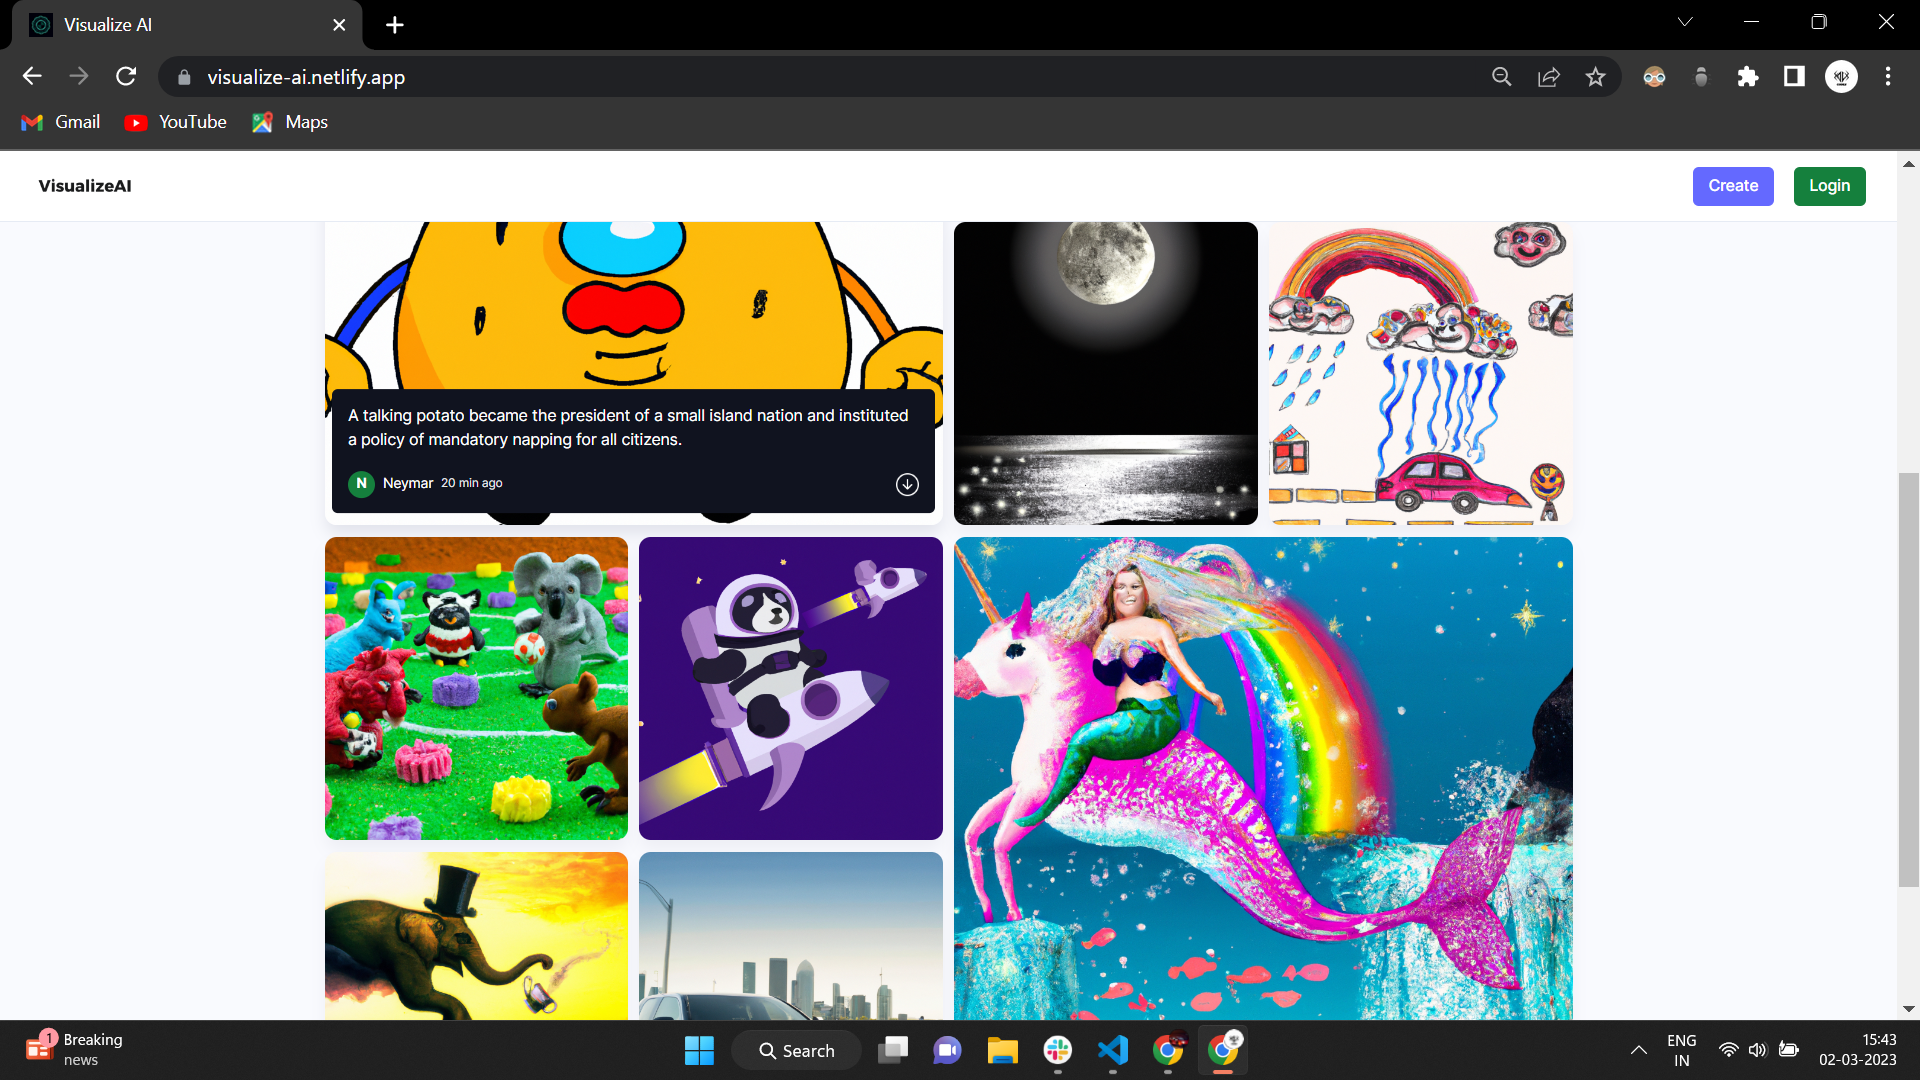 Visualize AI
visualize-ai.netlify.app
Gmail
YouTube
Maps
VisualizeAI
Create
Login
A talking potato became the president of a small island nation and instituted
a policy of mandatory napping for all citizens.
N
Neymar 20 min ago
1
Breaking
news
Search
ENG
IN
15:43
02-03-2023